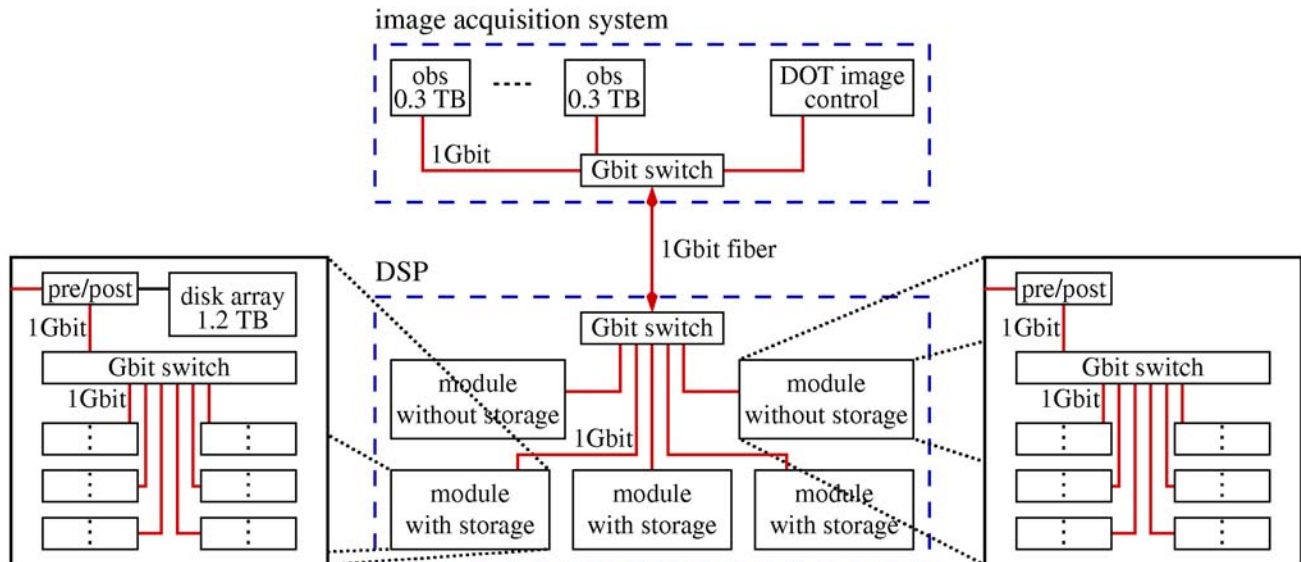 image acquisition system
obs
0.3 TB
obs
0.3 TB
DOT image
control
1Gbit
Gbit switch
1Gbit fiber
DSP
Gbit switch
module
without storage
module
without storage
1Gbit
module
with storage
module
with storage
module
with storage
pre/post
disk array
1.2 TB
1Gbit
Gbit switch
1Gbit
pre/post
1Gbit
Gbit switch
1Gbit